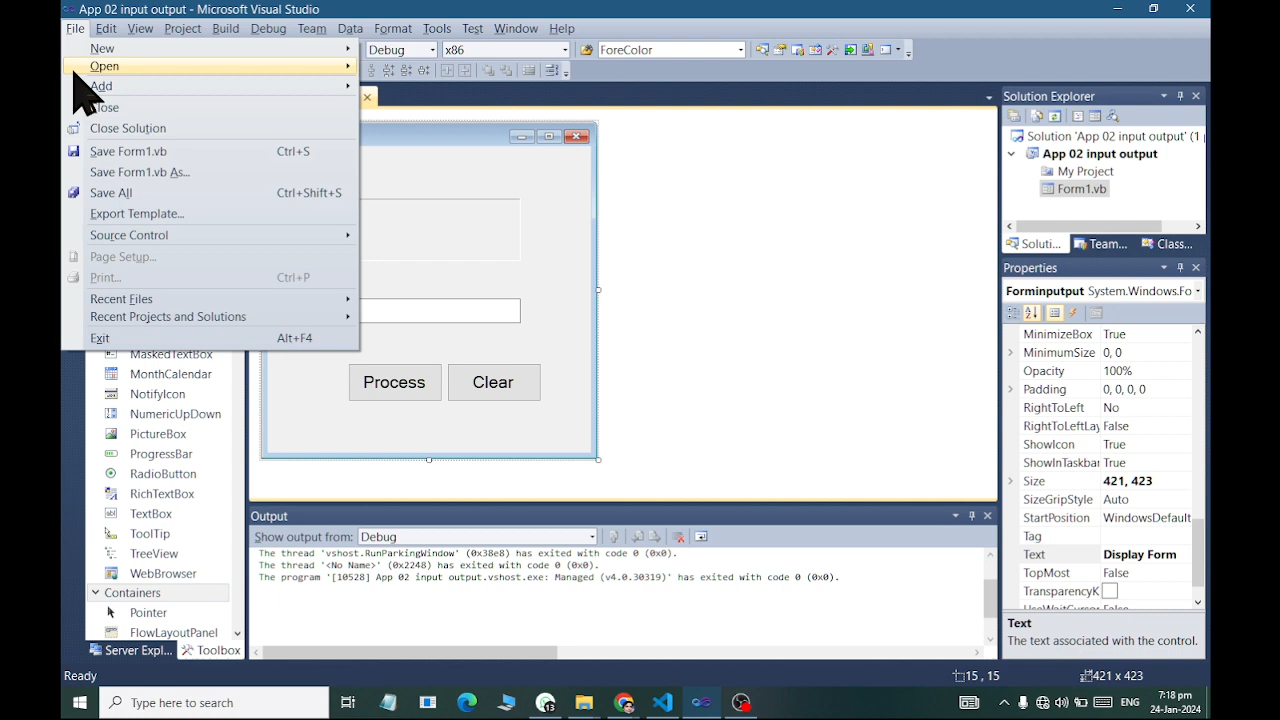 App 02 input output - Microsoft Visual Studio
File Edit View Project Build Debug Team Data Format Tools Test Window Help
New
Open
Add
Close Solution
Save Form1.vb Ctrl+S
Save Form1.vb As...
Save All Ctrl+Shift+S
Export Template...
Source Control
Page Setup...
Print... Ctrl+P
Recent Files
Recent Projects and Solutions
Exit Alt+F4
Debug x86 ForeColor
MaskedTextBox
MonthCalendar
NotifyIcon
NumericUpDown
PictureBox
ProgressBar
RadioButton
RichTextBox
TextBox
ToolTip
TreeView
WebBrowser
Containers
Pointer
FlowLayoutPanel
Server Expl... Toolbox
Process Clear
Output
Show output from: Debug
The thread 'vshost.RunParkingWindow' (0x38e8) has exited with code 0 (0x0).
The thread '<No Name>' (0x2248) has exited with code 0 (0x0).
The program '[10528] App 02 input output.vshost.exe: Managed (v4.0.30319)' has exited with code 0 (0x0).
Solution Explorer
Solution 'App 02 input output' (1
App 02 input output
My Project
Form1.vb
Soluti... Team... Class...
Properties
Forminputput System.Windows.Fo
MinimizeBox True
MinimumSize 0, 0
Opacity 100%
Padding 0, 0, 0, 0
RightToLeft No
RightToLeftLay False
ShowIcon True
ShowInTaskbar True
Size 421, 423
SizeGripStyle Auto
StartPosition WindowsDefault
Tag
Text Display Form
TopMost False
TransparencyK
Text
The text associated with the control.
Ready 15 , 15 421 x 423
Type here to search
ENG
7:18 pm
24-Jan-2024